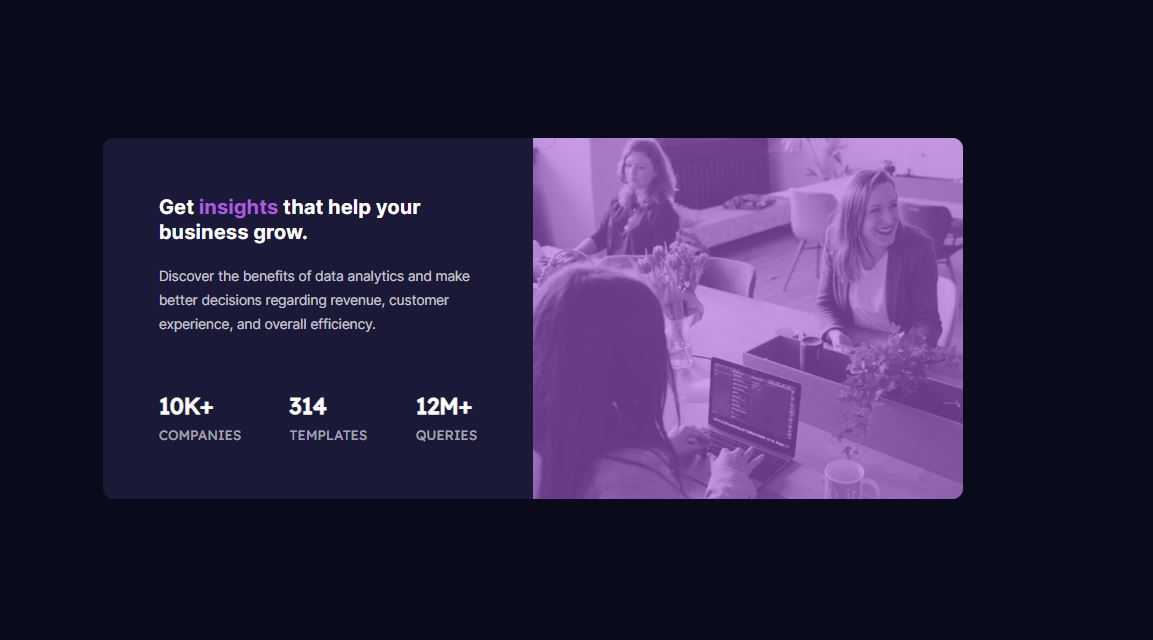 Get insights that help your
business grow.
Discover the benefits of data analytics and make
better decisions regarding revenue, customer
experience, and overall efficiency.
10K+ 314 12M+
COMPANIES TEMPLATES QUERIES